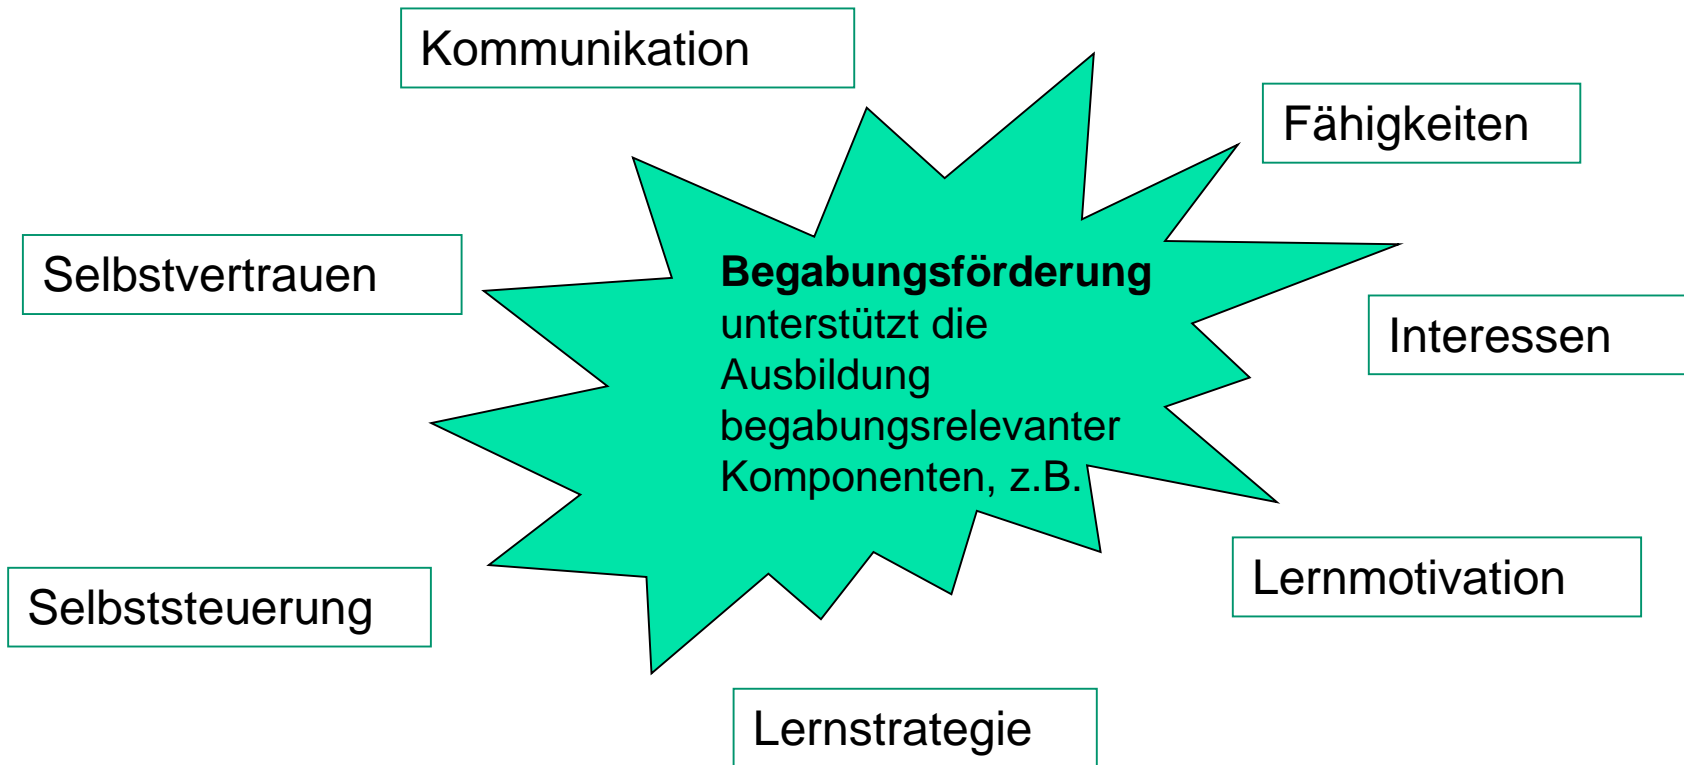 Kommunikation
Fähigkeiten
Selbstvertrauen
Begabungsförderung
unterstützt die
Ausbildung
begabungsrelevanter
Komponenten, z.B.
Interessen
Lernmotivation
Selbststeuerung
Lernstrategie